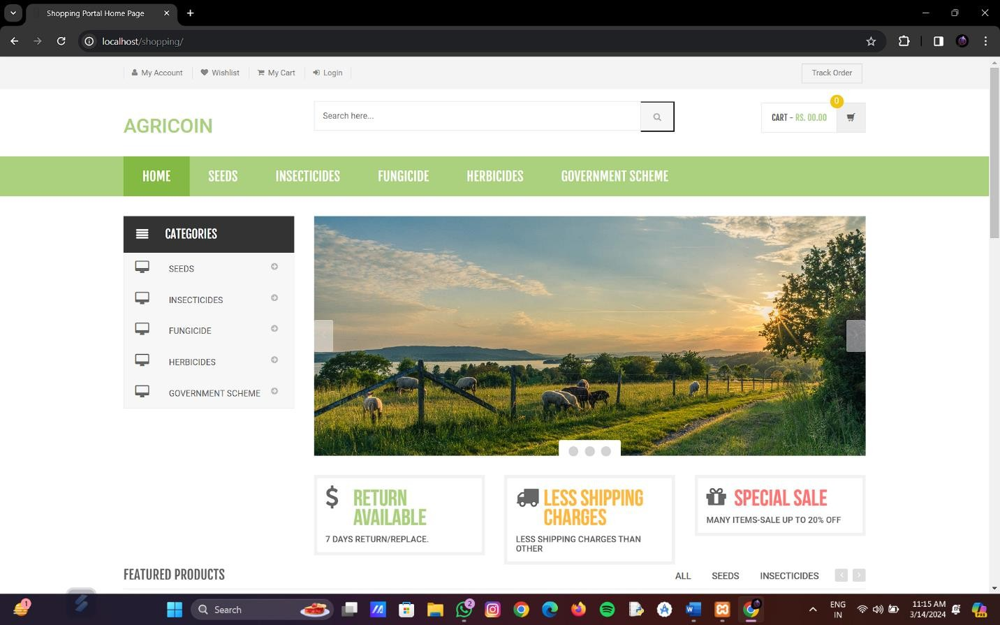 Shopping Portal Home Page
localhost/shopping/
My Account Wishlist My Cart Login Track Order
AGRICOIN
Search here...
0
CART - RS. 00.00
HOME SEEDS INSECTICIDES FUNGICIDE HERBICIDES GOVERNMENT SCHEME
CATEGORIES
SEEDS
INSECTICIDES
FUNGICIDE
HERBICIDES
GOVERNMENT SCHEME
RETURN
AVAILABLE
7 DAYS RETURN/REPLACE.
LESS SHIPPING
CHARGES
LESS SHIPPING CHARGES THAN
OTHER
SPECIAL SALE
MANY ITEMS-SALE UP TO 20% OFF
FEATURED PRODUCTS
ALL SEEDS INSECTICIDES
1
Search
2
ENG
IN
11:15 AM
3/14/2024
PRE